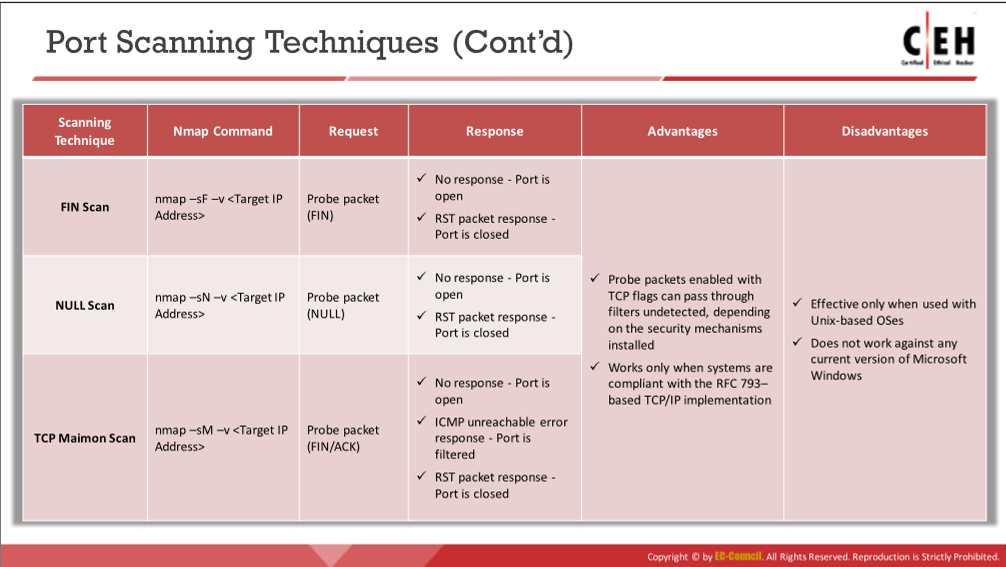 Port Scanning Techniques (Cont'd)
C|EH
Certified Ethical Hacker
Scanning
Technique
Nmap Command
Request
Response
Advantages
Disadvantages
FIN Scan
nmap –sF –v <Target IP
Address>
Probe packet
(FIN)
✓ No response - Port is
open
✓ RST packet response -
Port is closed
NULL Scan
nmap –sN –v <Target IP
Address>
Probe packet
(NULL)
✓ No response - Port is
open
✓ RST packet response -
Port is closed
TCP Maimon Scan
nmap –sM –v <Target IP
Address>
Probe packet
(FIN/ACK)
✓ No response - Port is
open
✓ ICMP unreachable error
response - Port is
filtered
✓ RST packet response -
Port is closed
✓ Probe packets enabled with
TCP flags can pass through
filters undetected, depending
on the security mechanisms
installed
✓ Works only when systems are
compliant with the RFC 793–
based TCP/IP implementation
✓ Effective only when used with
Unix-based OSes
✓ Does not work against any
current version of Microsoft
Windows
Copyright © by EC-Council. All Rights Reserved. Reproduction is Strictly Prohibited.